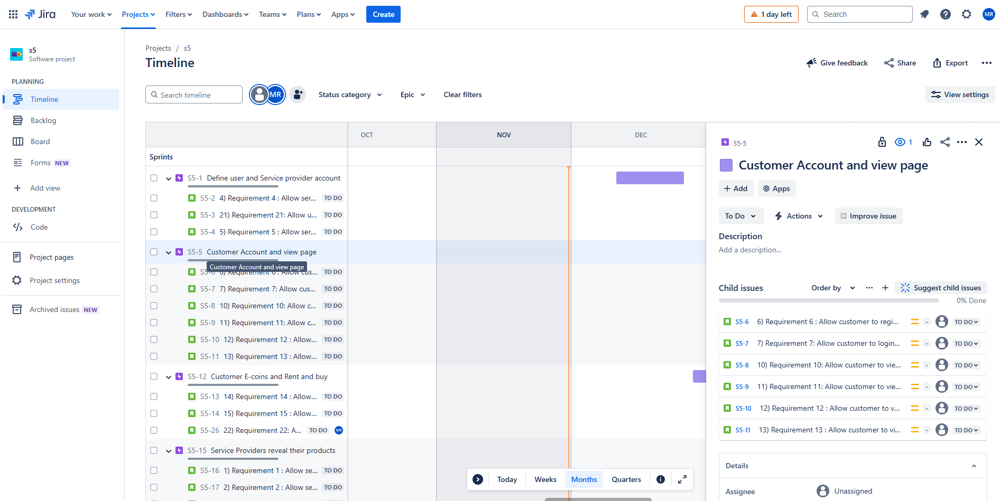 Jira
Your work
Projects
Filters
Dashboards
Teams
Plans
Apps
Create
1 day left
Search
MR
s5
Software project
PLANNING
Timeline
Backlog
Board
Forms NEW
Add view
DEVELOPMENT
Code
Project pages
Project settings
Archived issues NEW
Projects / s5
Timeline
Give feedback
Share
Export
Search timeline
MR
Status category
Epic
Clear filters
View settings
OCT
NOV
DEC
Sprints
S5-1 Define user and Service provider account
S5-2 4) Requirement 4 : Allow ser... TO DO
S5-3 21) Requirement 21: Allow u... TO DO
S5-4 5) Requirement 5 : Allow ser... TO DO
S5-5 Customer Account and view page
Customer Account and view page
S5-6 6) Requirement 6 : Allow cus... TO DO
S5-7 7) Requirement 7: Allow cus... TO DO
S5-8 10) Requirement 10: Allow c... TO DO
S5-9 11) Requirement 11: Allow c... TO DO
S5-10 12) Requirement 12 : Allow... TO DO
S5-11 13) Requirement 13 : Allow... TO DO
S5-12 Customer E-coins and Rent and buy
S5-13 14) Requirement 14 : Allow... TO DO
S5-14 15) Requirement 15 : Allow... TO DO
S5-26 22) Requirement 22: A... TO DO MR
S5-15 Service Providers reveal their products
S5-16 1) Requirement 1 : Allow se... TO DO
S5-17 2) Requirement 2 : Allow se... TO DO
Today
Weeks
Months
Quarters
S5-5
1
Customer Account and view page
Add
Apps
To Do
Actions
Improve issue
Description
Add a description...
Child issues
Order by
Suggest child issues
0% Done
S5-6 6) Requirement 6 : Allow customer to regi... - TO DO
S5-7 7) Requirement 7: Allow customer to login... - TO DO
S5-8 10) Requirement 10: Allow customer to vie... - TO DO
S5-9 11) Requirement 11: Allow customer to vie... - TO DO
S5-10 12) Requirement 12 : Allow customer to v... - TO DO
S5-11 13) Requirement 13 : Allow customer to vi... - TO DO
Details
Assignee
Unassigned